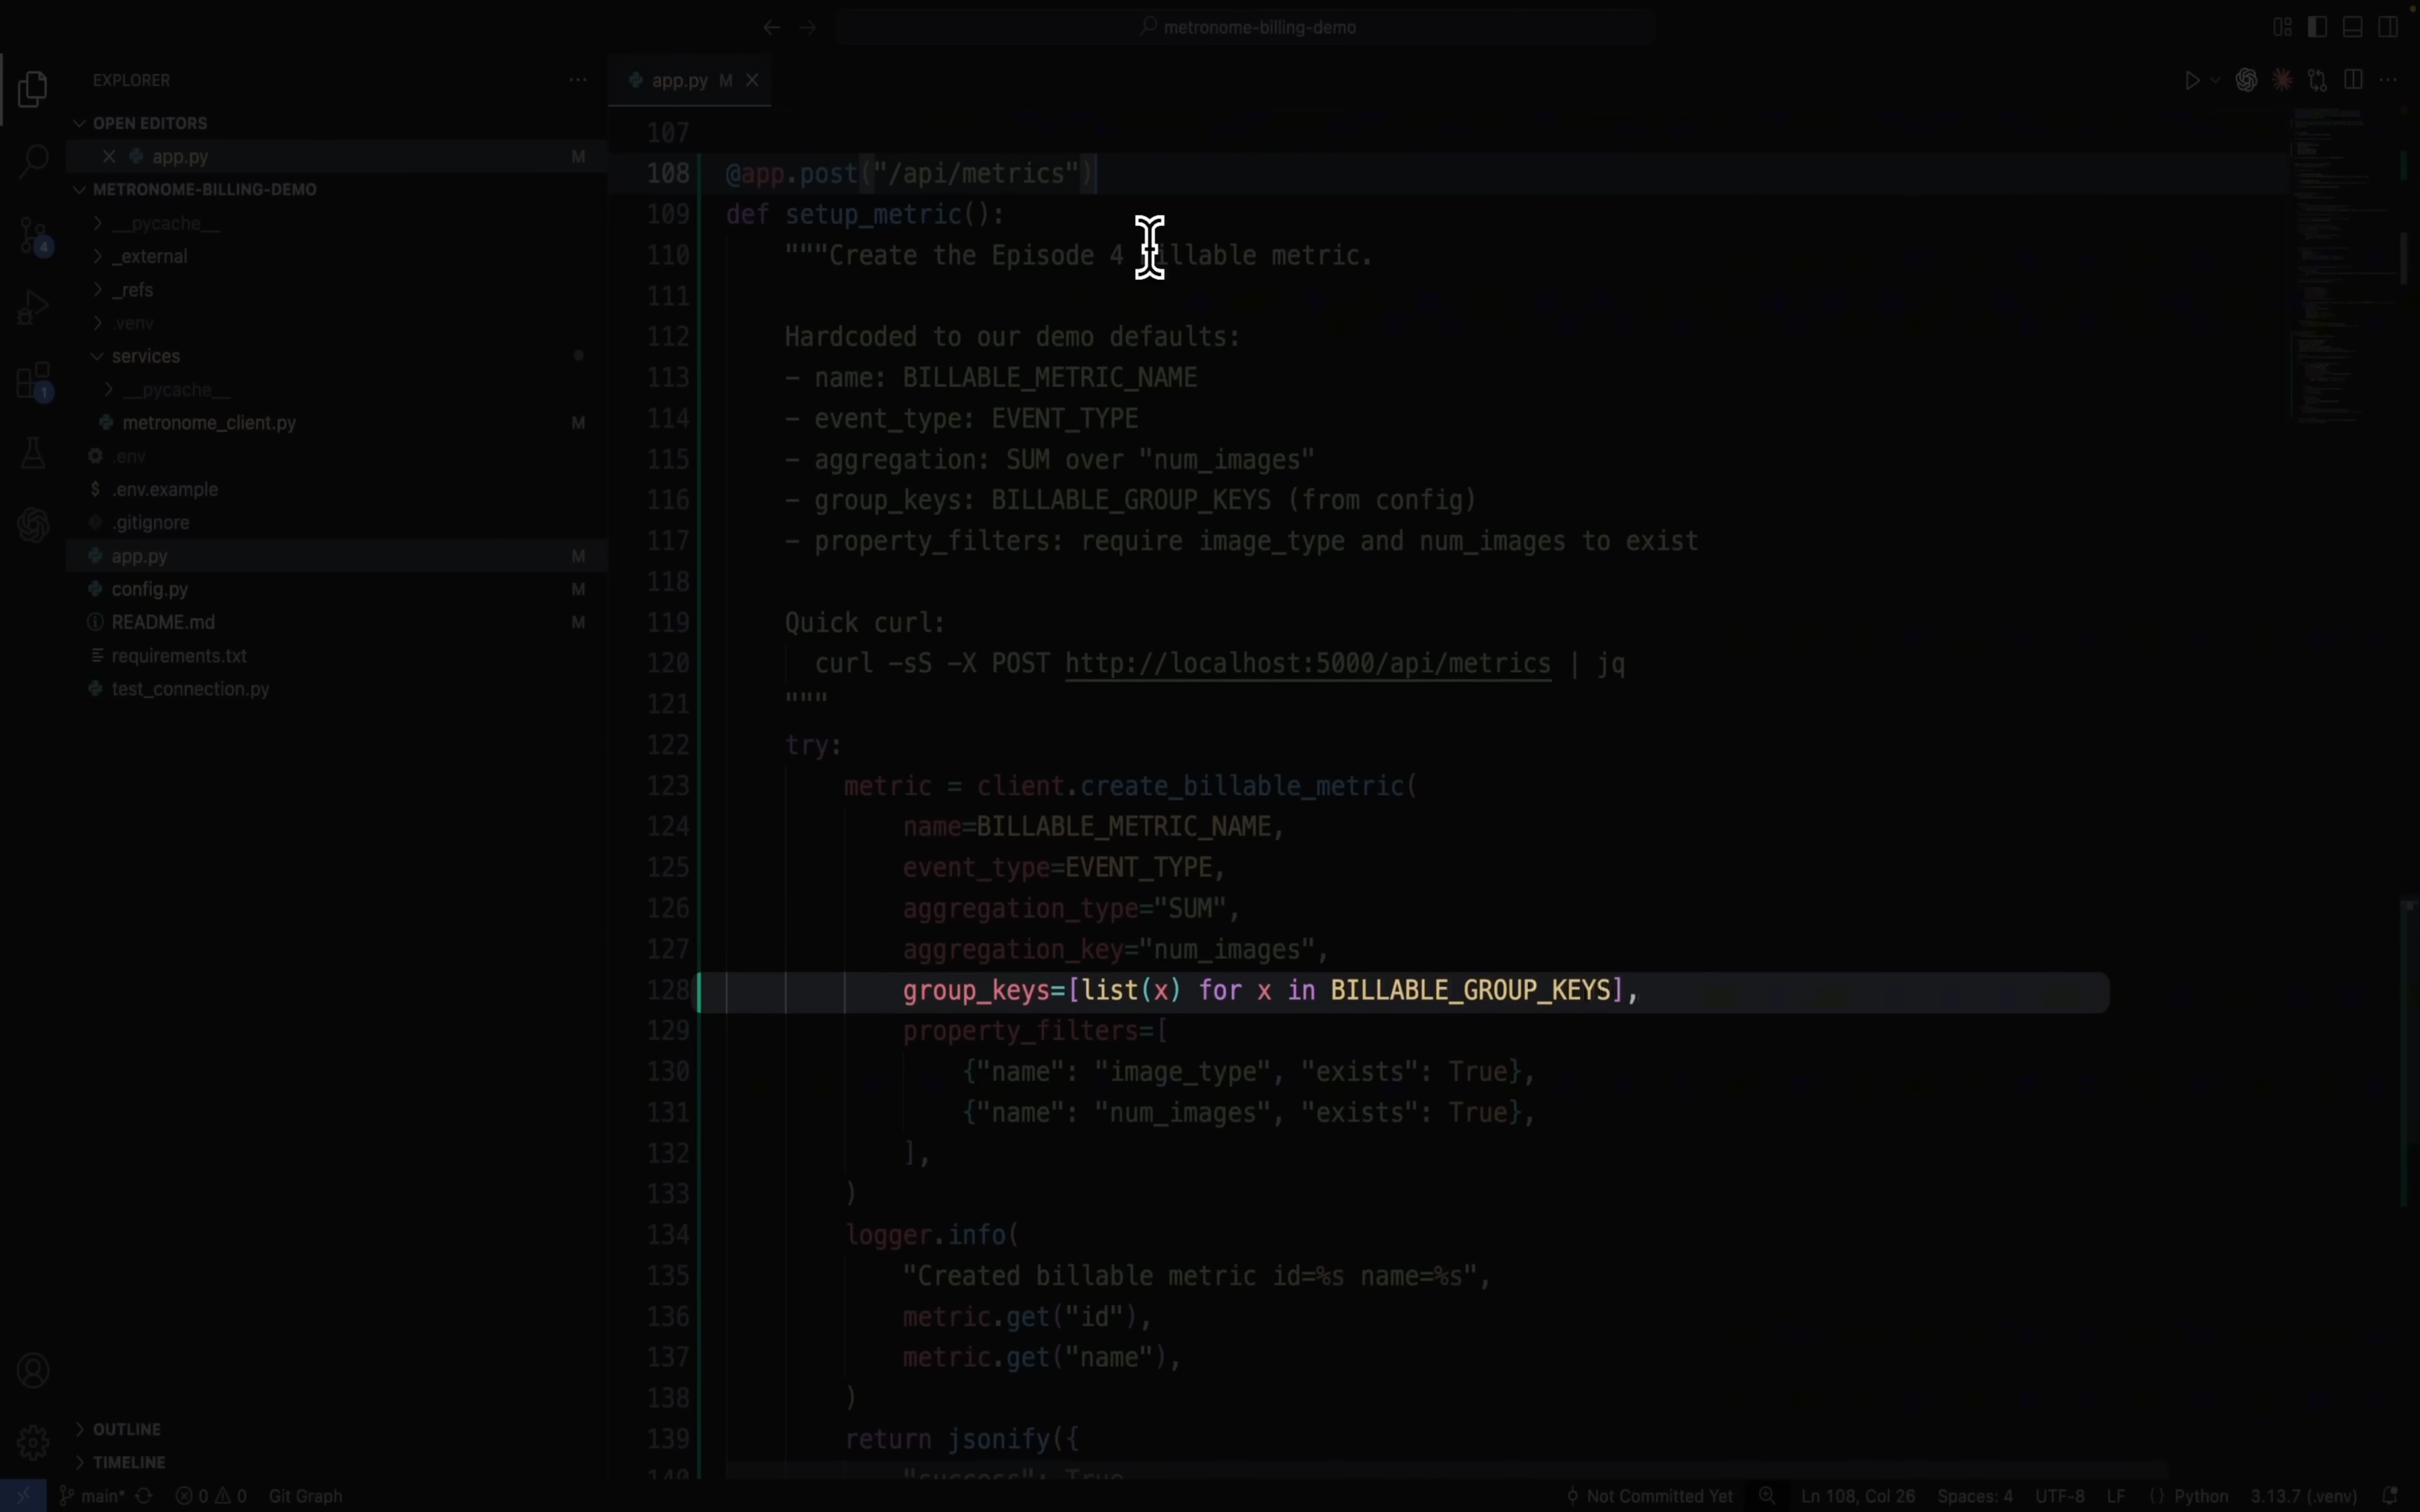 metronome-billing-demo
EXPLORER
app.py M
OPEN EDITORS
app.py M
METRONOME-BILLING-DEMO
__pycache__
_external
_refs
.venv
services
__pycache__
metronome_client.py M
.env
$ .env.example
.gitignore
app.py M
config.py M
README.md M
requirements.txt
test_connection.py
OUTLINE
TIMELINE
4
1
107
108 @app.post("/api/metrics")
109 def setup_metric():
110 """Create the Episode 4 billable metric.
111
112 Hardcoded to our demo defaults:
113 - name: BILLABLE_METRIC_NAME
114 - event_type: EVENT_TYPE
115 - aggregation: SUM over "num_images"
116 - group_keys: BILLABLE_GROUP_KEYS (from config)
117 - property_filters: require image_type and num_images to exist
118
119 Quick curl:
120 curl -sS -X POST http://localhost:5000/api/metrics | jq
121 """
122 try:
123 metric = client.create_billable_metric(
124 name=BILLABLE_METRIC_NAME,
125 event_type=EVENT_TYPE,
126 aggregation_type="SUM",
127 aggregation_key="num_images",
128 group_keys=[list(x) for x in BILLABLE_GROUP_KEYS],
129 property_filters=[
130 {"name": "image_type", "exists": True},
131 {"name": "num_images", "exists": True},
132 ],
133 )
134 logger.info(
135 "Created billable metric id=%s name=%s",
136 metric.get("id"),
137 metric.get("name"),
138 )
139 return jsonify({
140 "success": True
main* 0 0 Git Graph Not Committed Yet Ln 108, Col 26 Spaces: 4 UTF-8 LF {} Python 3.13.7 (.venv)